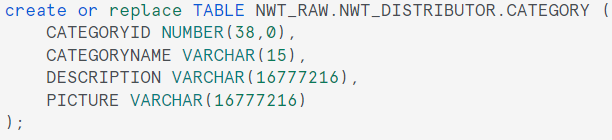 create or replace TABLE NWT_RAW.NWT_DISTRIBUTOR.CATEGORY (
    CATEGORYID NUMBER(38,0),
    CATEGORYNAME VARCHAR(15),
    DESCRIPTION VARCHAR(16777216),
    PICTURE VARCHAR(16777216)
);